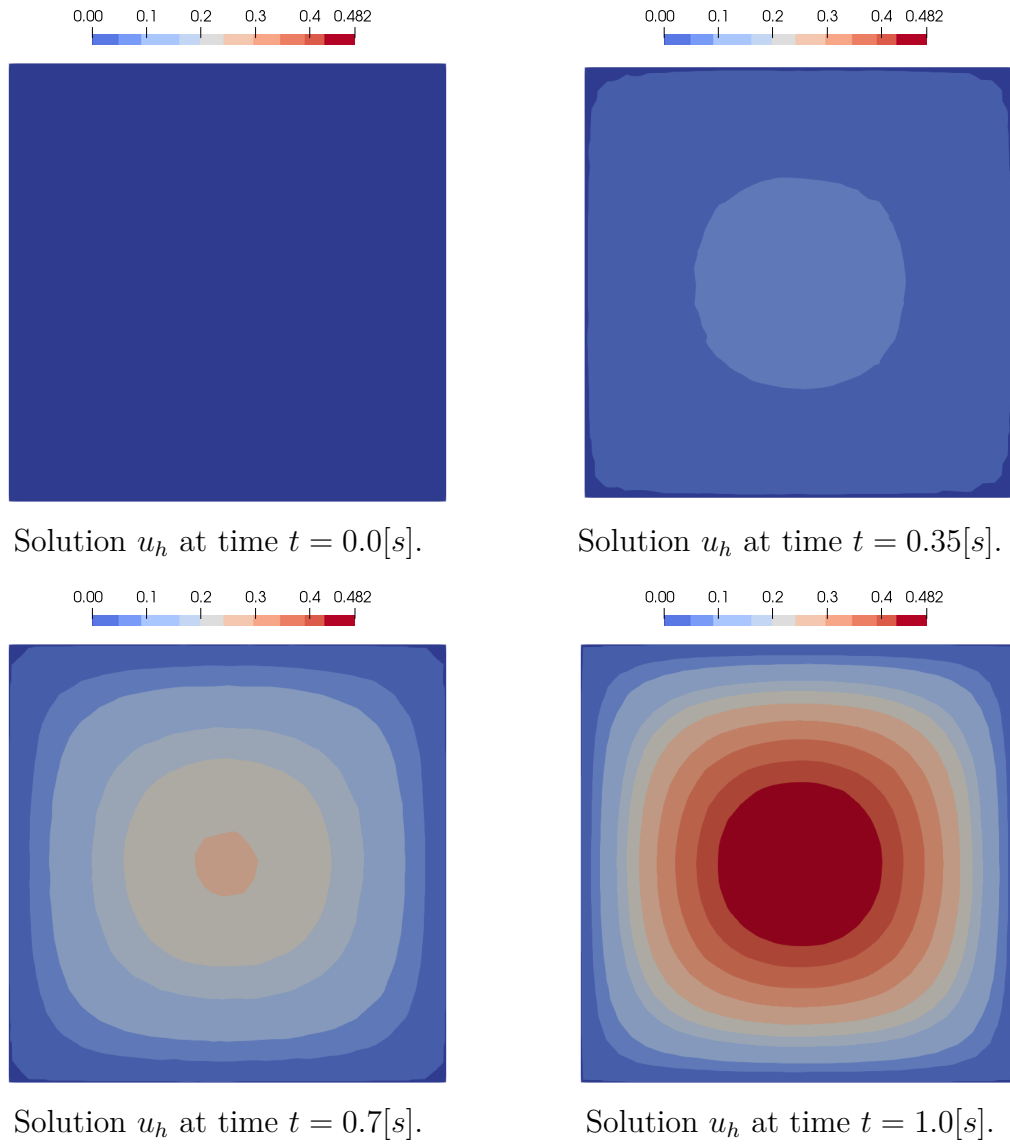 0.00 0.1 0.2 0.3 0.4 0.482
0.00 0.1 0.2 0.3 0.4 0.482
Solution $u_h$ at time $t = 0.0[s]$.
Solution $u_h$ at time $t = 0.35[s]$.
0.00 0.1 0.2 0.3 0.4 0.482
0.00 0.1 0.2 0.3 0.4 0.482
Solution $u_h$ at time $t = 0.7[s]$.
Solution $u_h$ at time $t = 1.0[s]$.